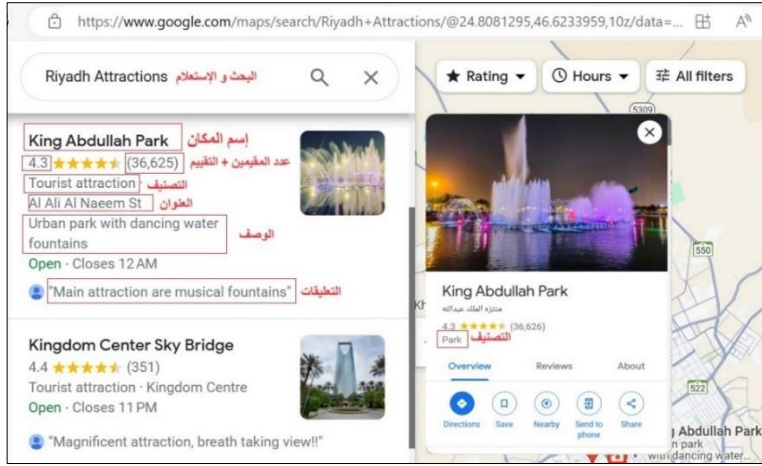 https://www.google.com/maps/search/Riyadh+Attractions/@24.8081295,46.6233959,10z/data=...
Riyadh Attractions البحث و الإستعلام
King Abdullah Park إسم المكان
4.3 (36,625) عدد المقيمين + التقييم
Tourist attraction · التصنيف
Al Ali Al Naeem St العنوان
Urban park with dancing water
fountains الوصف
Open · Closes 12 AM
"Main attraction are musical fountains" التعليقات
Kingdom Center Sky Bridge
4.4 (351)
Tourist attraction · Kingdom Centre
Open · Closes 11 PM
"Magnificent attraction, breath taking view!!"
Rating
Hours
All filters
5309
King Abdullah Park
منتزه الملك عبدالله
4.3 (36,626)
Park التصنيف
Overview Reviews About
Directions Save Nearby Send to phone Share
550
522
Abdullah Park
n park
with dancing water...